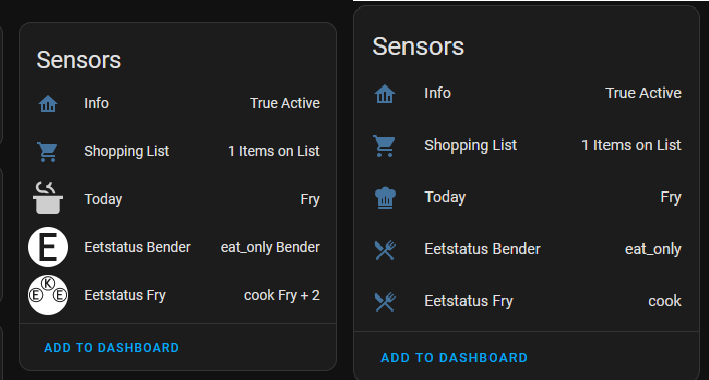 Sensors
Info True Active
Shopping List 1 Items on List
Today Fry
E Eetstatus Bender eat_only Bender
K
E E Eetstatus Fry cook Fry + 2
ADD TO DASHBOARD
Sensors
Info True Active
Shopping List 1 Items on List
Today Fry
Eetstatus Bender eat_only
Eetstatus Fry cook
ADD TO DASHBOARD